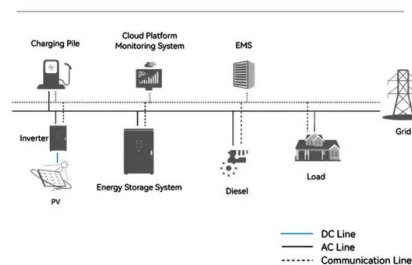 Charging Pile
Cloud Platform
Monitoring System
EMS
Grid
Inverter
PV
Energy Storage System
Diesel
Load
DC Line
AC Line
Communication Line